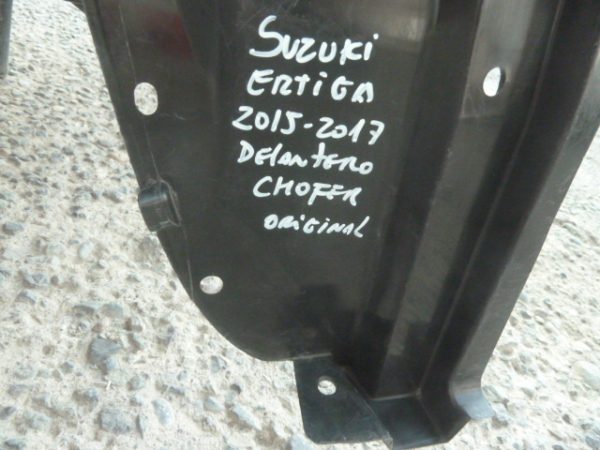 SUZUKI
ERTIGA
2015-2017
DELANTERO
CHOFER
ORIGINAL